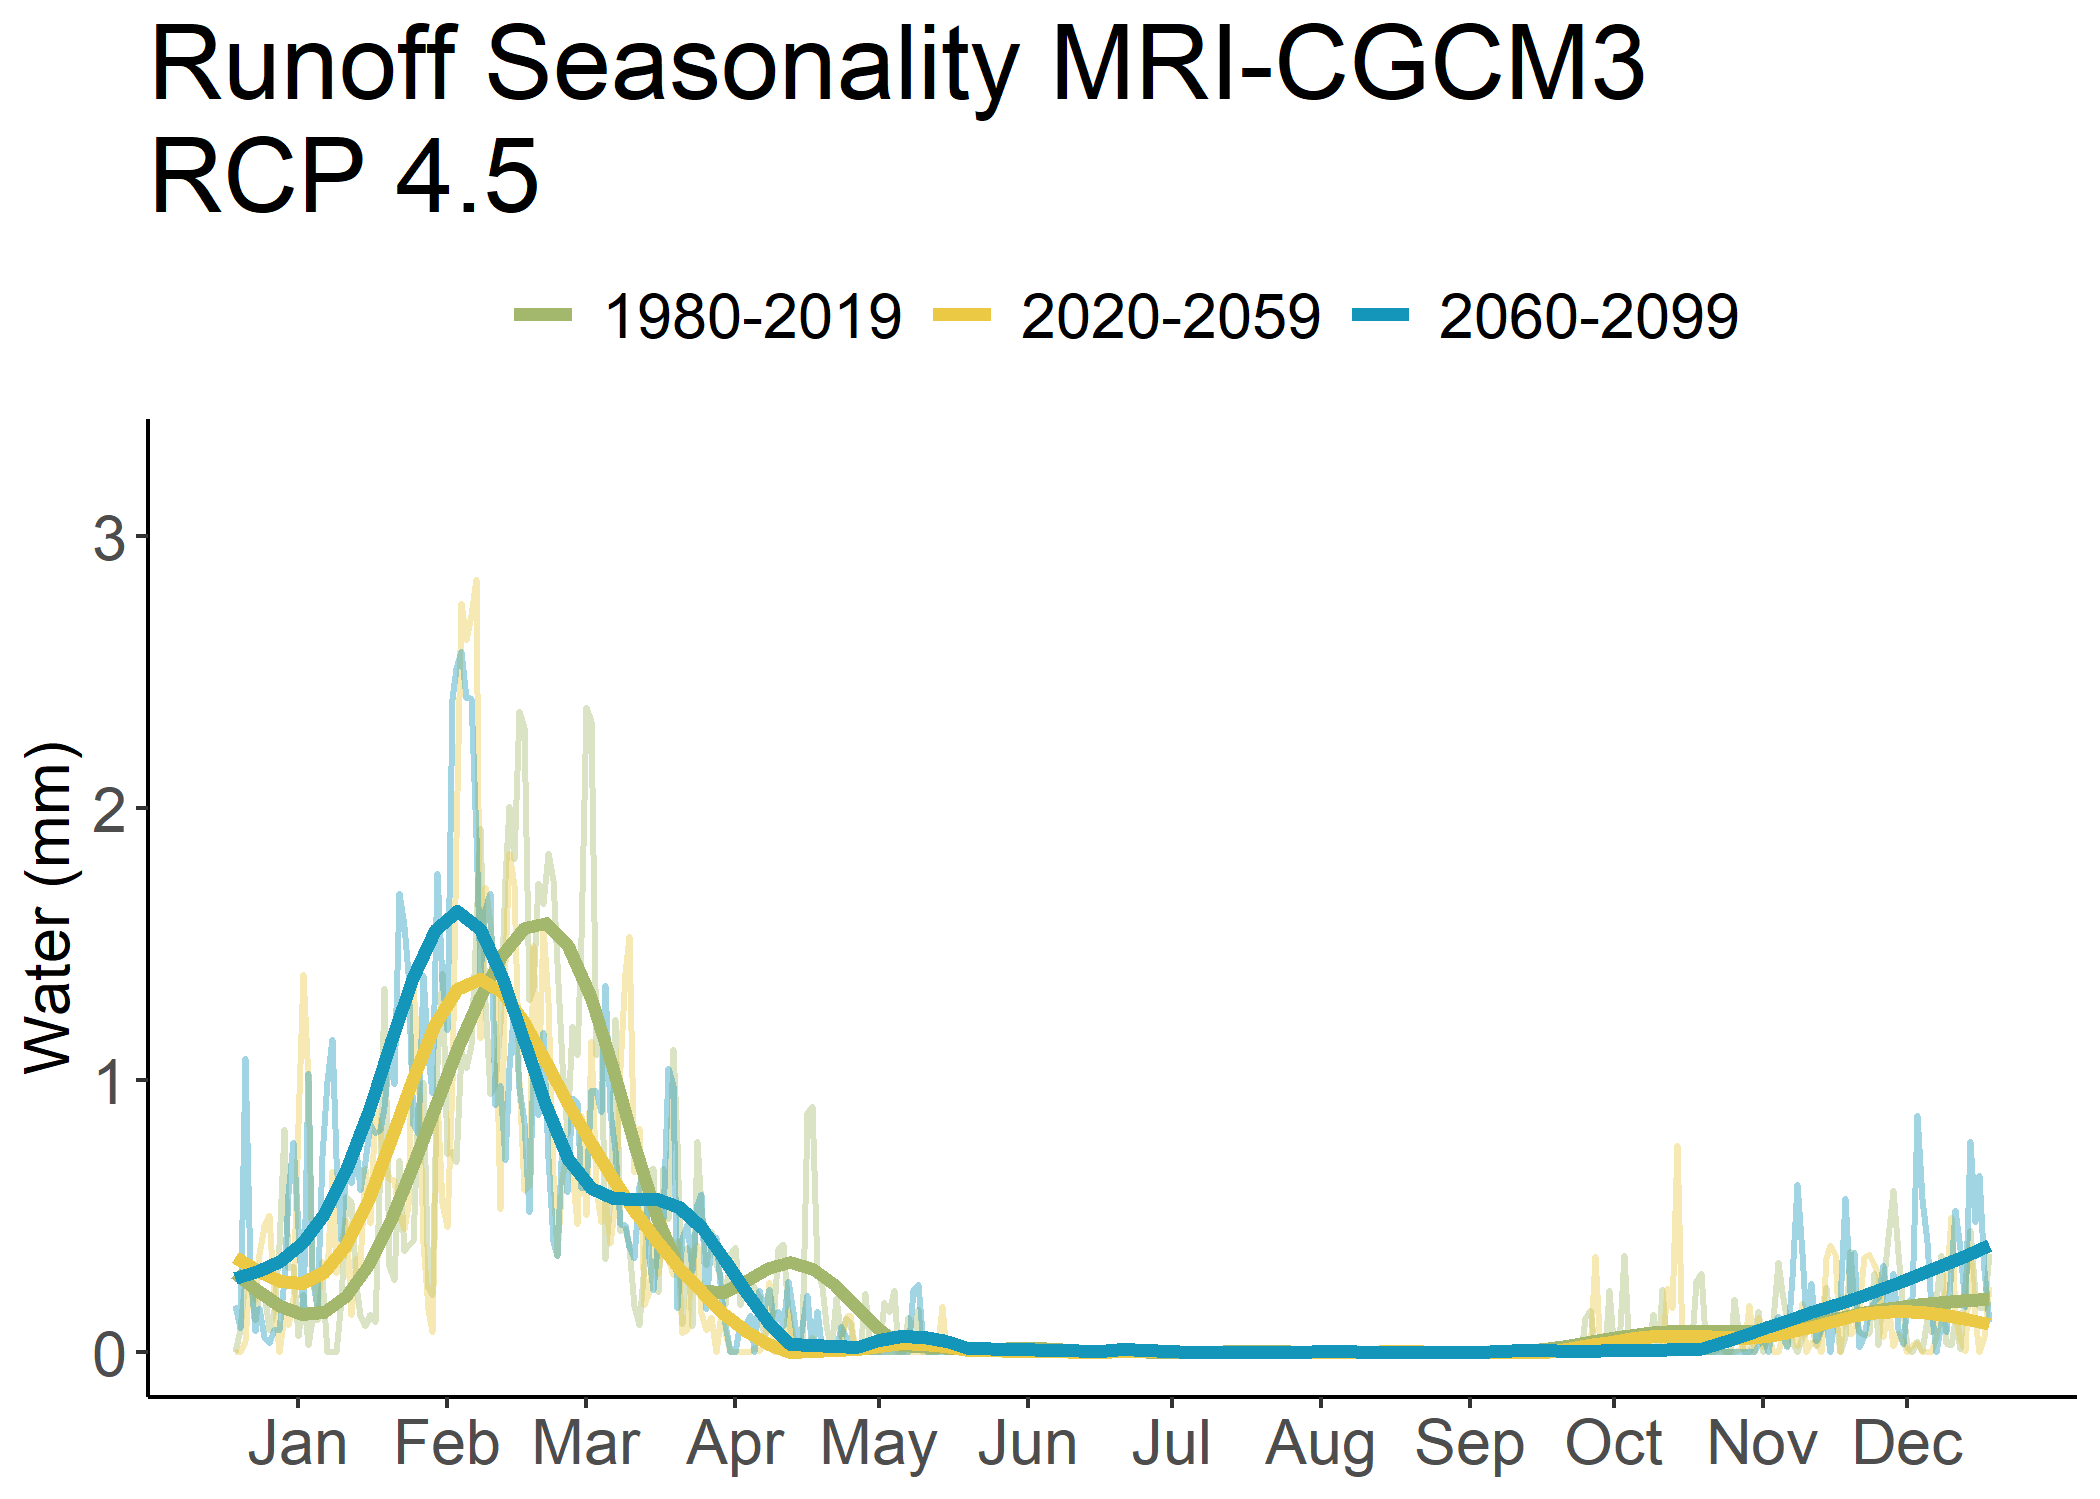 Runoff Seasonality MRI-CGCM3
RCP 4.5
1980-2019 2020-2059 2060-2099
Water (mm)
3
2
1
0
Jan Feb Mar Apr May Jun Jul Aug Sep Oct Nov Dec